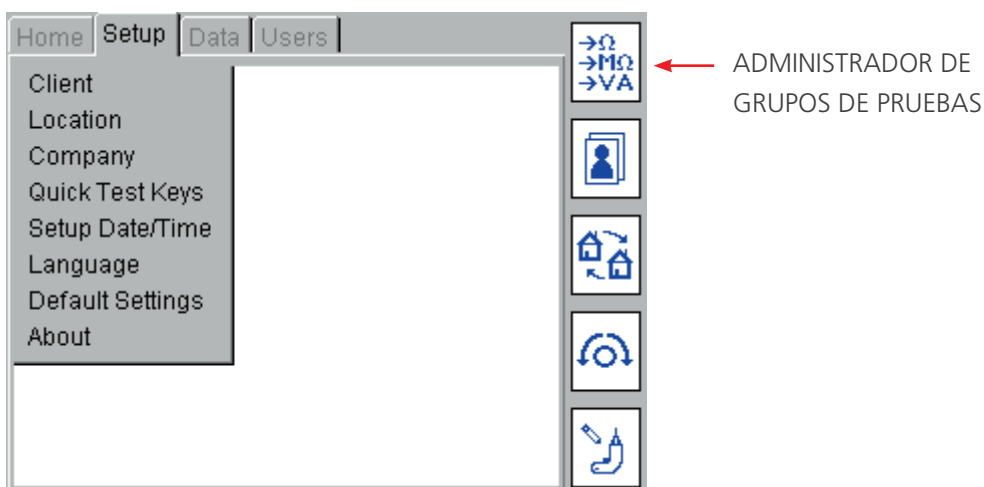 Home Setup Data Users
Client
Location
Company
Quick Test Keys
Setup Date/Time
Language
Default Settings
About
→Ω
→MΩ
→VA
ADMINISTRADOR DE
GRUPOS DE PRUEBAS